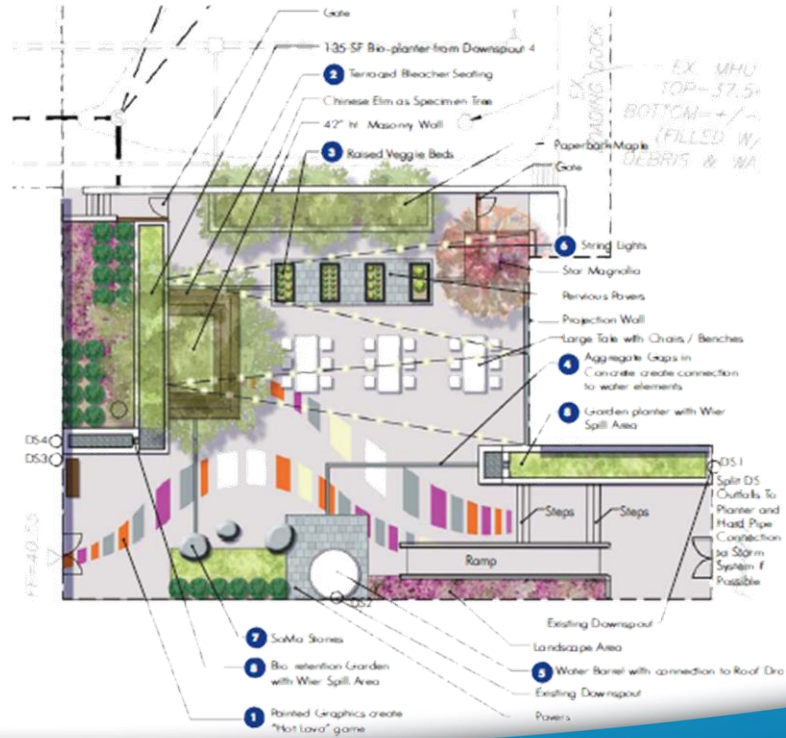 Gate
135 SF Bio-planter from Downspout 4
2 Terraced Bleacher Seating
Chinese Elm as Specimen Tree
42" ht. Masonry Wall
3 Raised Veggie Beds
EX. MHU
TOP=37.5
BOTTOM=+/-
(FILLED W/
DEBRIS & WA
EX.
LOADING DOCK
Paperbark Maple
Gate
6 String Lights
Star Magnolia
Pervious Pavers
Projection Wall
Large Tale with Chairs / Benches
4 Aggregate Gaps in
Concrete create connection
to water elements
8 Garden planter with Wier
Spill Area
DS4
DS3
DS1
Split DS
Outfalls To
Planter and
Hard Pipe
Connection
to Storm
System if
Possible
Steps
Steps
Ramp
DS2
Existing Downspout
Landscape Area
7 SoMa Stones
8 Bio retention Garden
with Wier Spill Area
5 Water Barrel with connection to Roof Dra
Existing Downspout
Pavers
1 Painted Graphics create
"Hot Lava" game